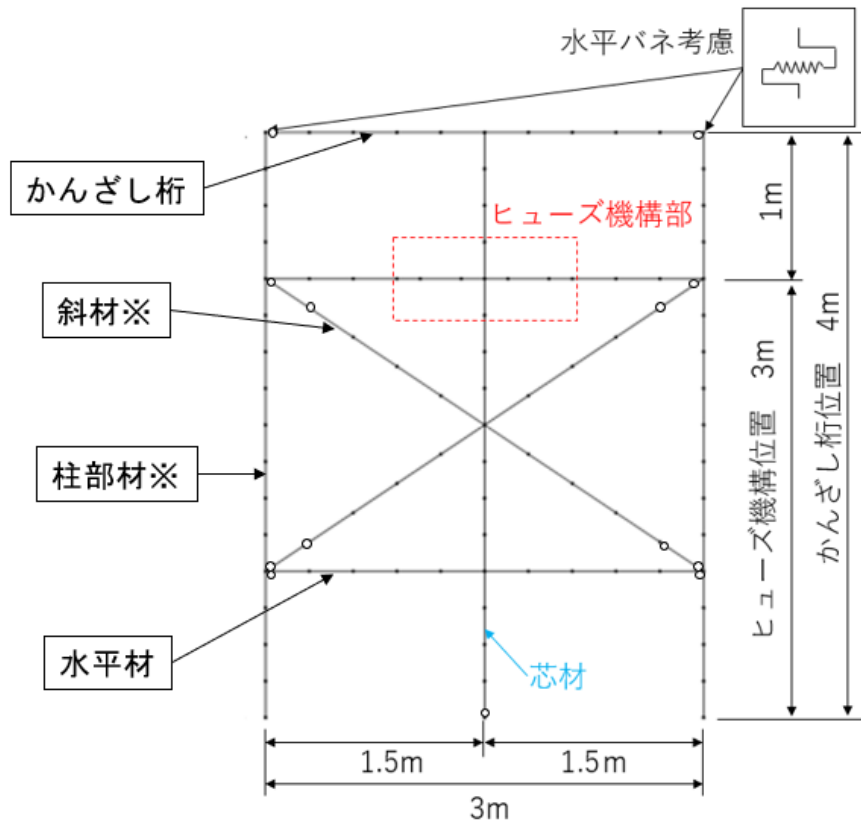 水平バネ考慮
かんざし桁
ヒューズ機構部
1m
斜材※
ヒューズ機構位置 3m
かんざし桁位置 4m
柱部材※
水平材
芯材
1.5m
1.5m
3m